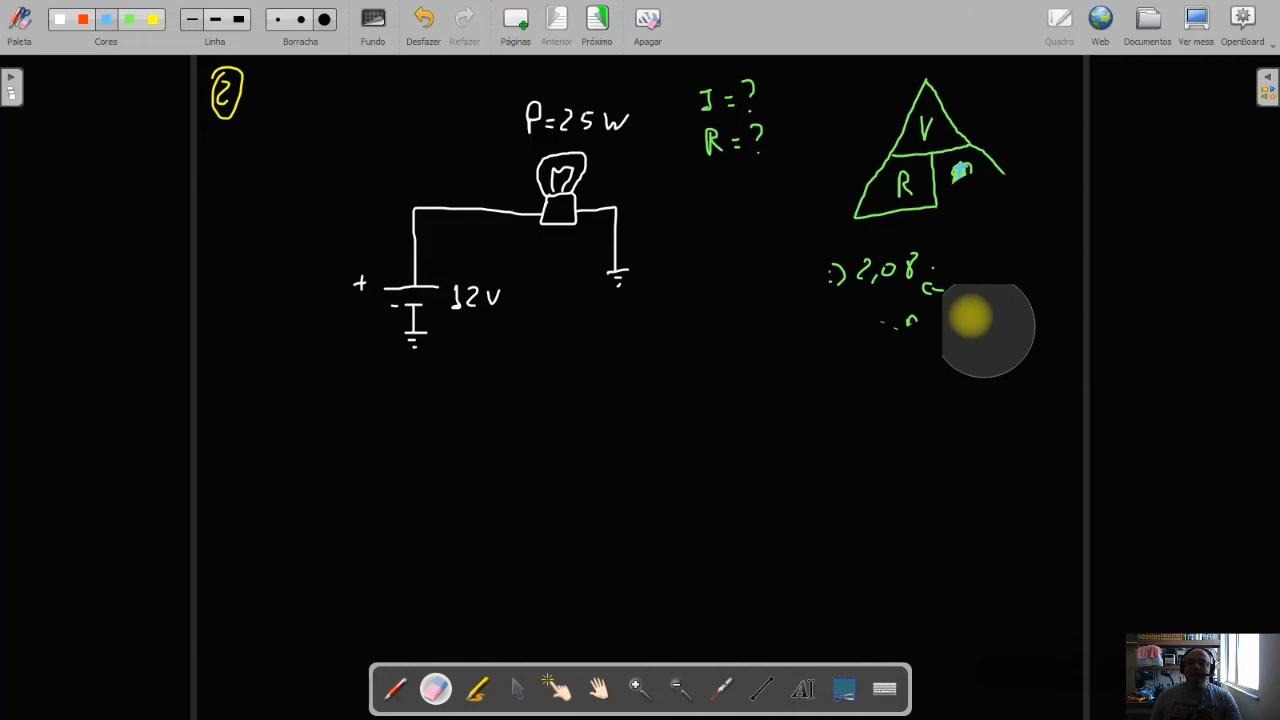 Paleta
Cores
Linha
Borracha
Fundo
Desfazer
Refazer
Páginas
Anterior
Próximo
Apagar
Quadro
Web
Documentos
Ver mesa
OpenBoard
2
P=25W
I=?
R=?
V
R
+
-
12V
2,08
AI